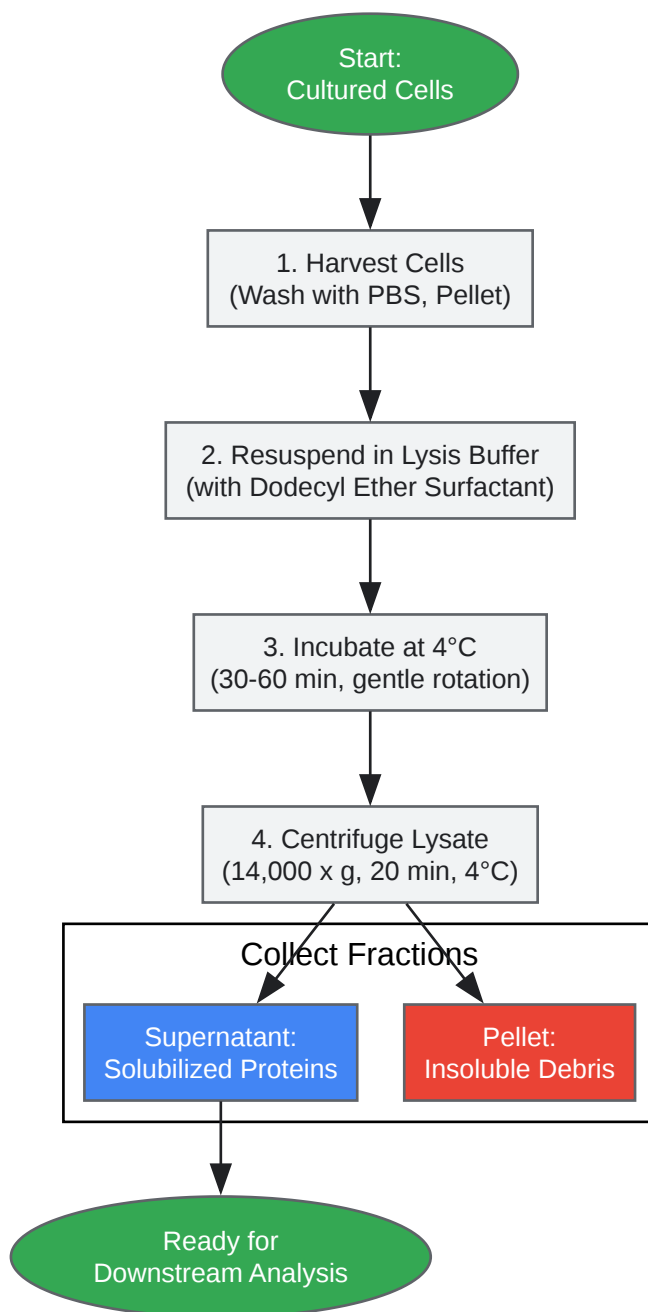 Start:
Cultured Cells
1. Harvest Cells
(Wash with PBS, Pellet)
2. Resuspend in Lysis Buffer
(with Dodecyl Ether Surfactant)
3. Incubate at 4°C
(30-60 min, gentle rotation)
4. Centrifuge Lysate
(14,000 x g, 20 min, 4°C)
Collect Fractions
Supernatant:
Solubilized Proteins
Pellet:
Insoluble Debris
Ready for
Downstream Analysis